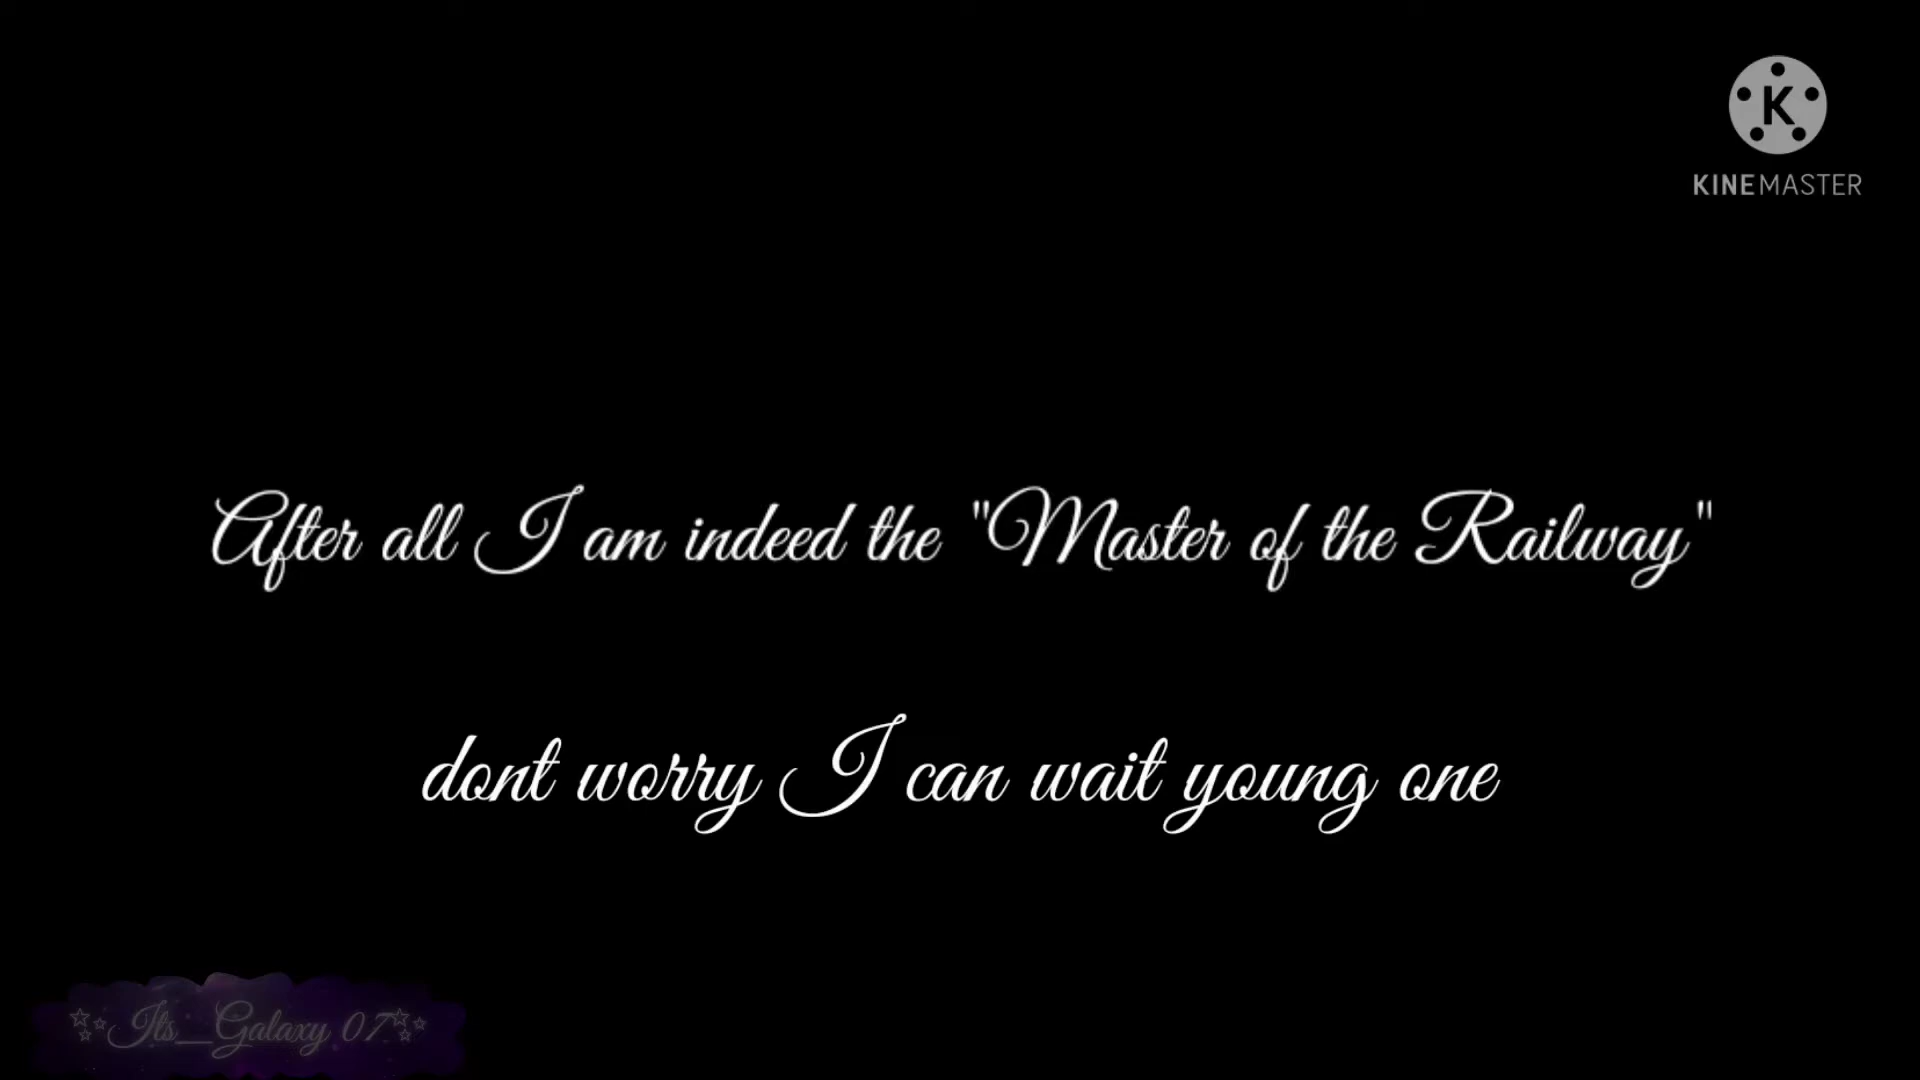 K
KINEMASTER
After all I am indeed the "Master of the Railway"
dont worry I can wait young one
Its_Galaxy 07